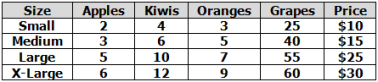 Size Apples Kiwis Oranges Grapes Price
Small 2 4 3 25 $10
Medium 3 6 5 40 $15
Large 5 10 7 55 $25
X-Large 6 12 9 60 $30